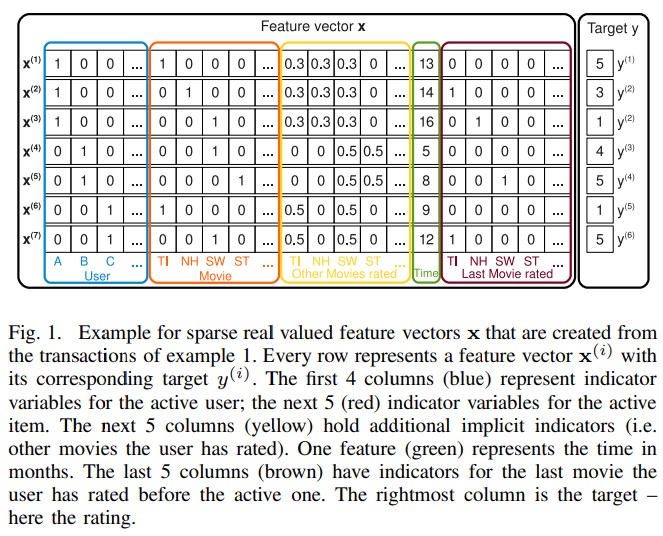 Feature vector x Target y
x(1) 1 0 0 ... 1 0 0 0 ... 0.3 0.3 0.3 0 ... 13 0 0 0 0 ... 5 y(1)
x(2) 1 0 0 ... 0 1 0 0 ... 0.3 0.3 0.3 0 ... 14 1 0 0 0 ... 3 y(2)
x(3) 1 0 0 ... 0 0 1 0 ... 0.3 0.3 0.3 0 ... 16 0 1 0 0 ... 1 y(2)
x(4) 0 1 0 ... 0 0 1 0 ... 0 0 0.5 0.5 ... 5 0 0 0 0 ... 4 y(3)
x(5) 0 1 0 ... 0 0 0 1 ... 0 0 0.5 0.5 ... 8 0 0 1 0 ... 5 y(4)
x(6) 0 0 1 ... 1 0 0 0 ... 0.5 0 0.5 0 ... 9 0 0 0 0 ... 1 y(5)
x(7) 0 0 1 ... 0 0 1 0 ... 0.5 0 0.5 0 ... 12 1 0 0 0 ... 5 y(6)
A B C ... TI NH SW ST ... TI NH SW ST ... Time TI NH SW ST ...
User Movie Other Movies rated Last Movie rated
Fig. 1. Example for sparse real valued feature vectors x that are created from
the transactions of example 1. Every row represents a feature vector x(i) with
its corresponding target y(i). The first 4 columns (blue) represent indicator
variables for the active user; the next 5 (red) indicator variables for the active
item. The next 5 columns (yellow) hold additional implicit indicators (i.e.
other movies the user has rated). One feature (green) represents the time in
months. The last 5 columns (brown) have indicators for the last movie the
user has rated before the active one. The rightmost column is the target –
here the rating.